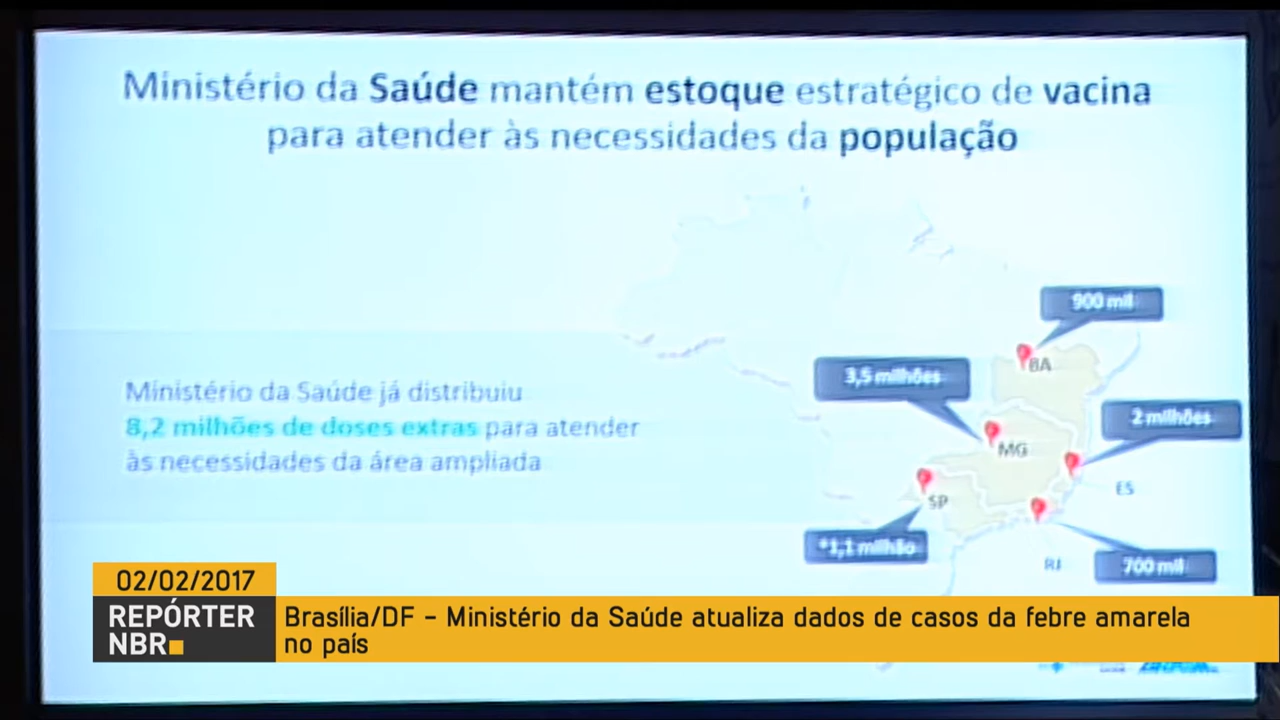 Ministério da Saúde mantém estoque estratégico de vacina
para atender às necessidades da população
900 mil
BA
3,5 milhões
2 milhões
Ministério da Saúde já distribuiu
8,2 milhões de doses extras para atender
às necessidades da área ampliada
MG
ES
SP
*1,1 milhão
RJ
700 mil
02/02/2017
REPÓRTER
NBR
Brasília/DF – Ministério da Saúde atualiza dados de casos da febre amarela
no país